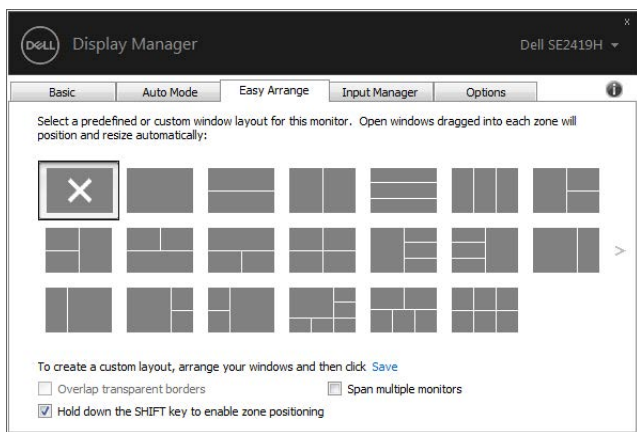 x
DELL Display Manager Dell SE2419H
Basic Auto Mode Easy Arrange Input Manager Options
Select a predefined or custom window layout for this monitor. Open windows dragged into each zone will
position and resize automatically:
To create a custom layout, arrange your windows and then click Save
Overlap transparent borders Span multiple monitors
Hold down the SHIFT key to enable zone positioning